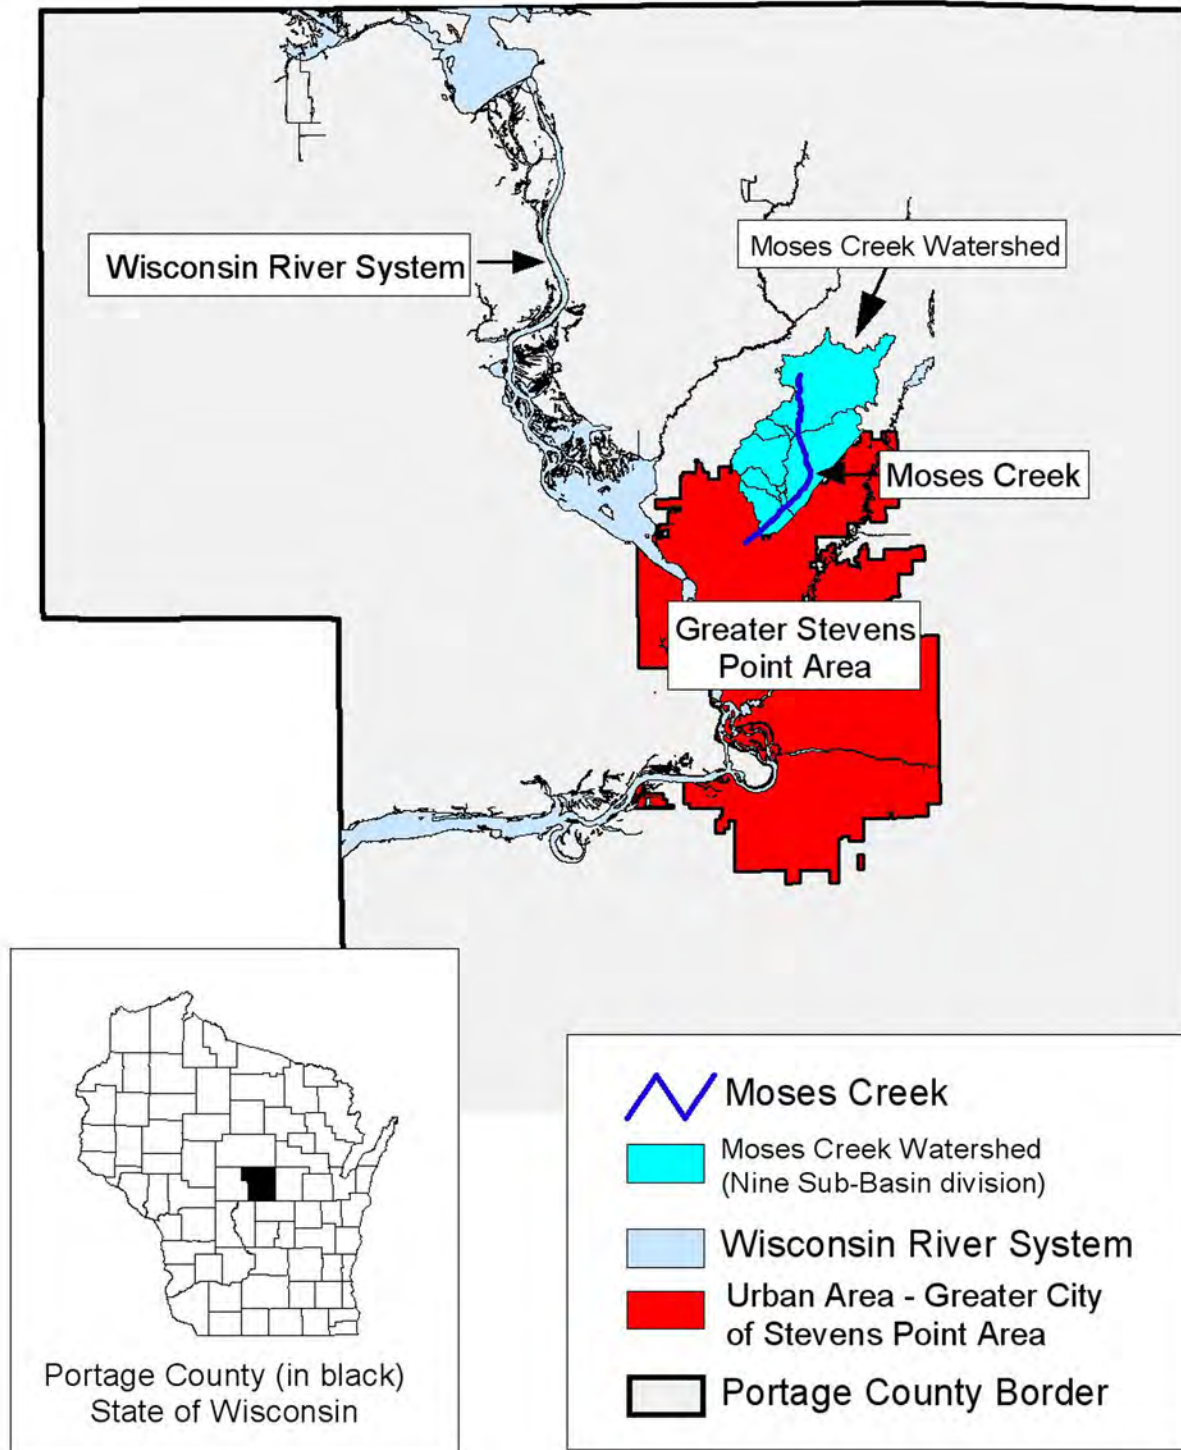 Wisconsin River System
Moses Creek Watershed
Moses Creek
Greater Stevens
Point Area
Portage County (in black)
State of Wisconsin
Moses Creek
Moses Creek Watershed
(Nine Sub-Basin division)
Wisconsin River System
Urban Area - Greater City
of Stevens Point Area
Portage County Border